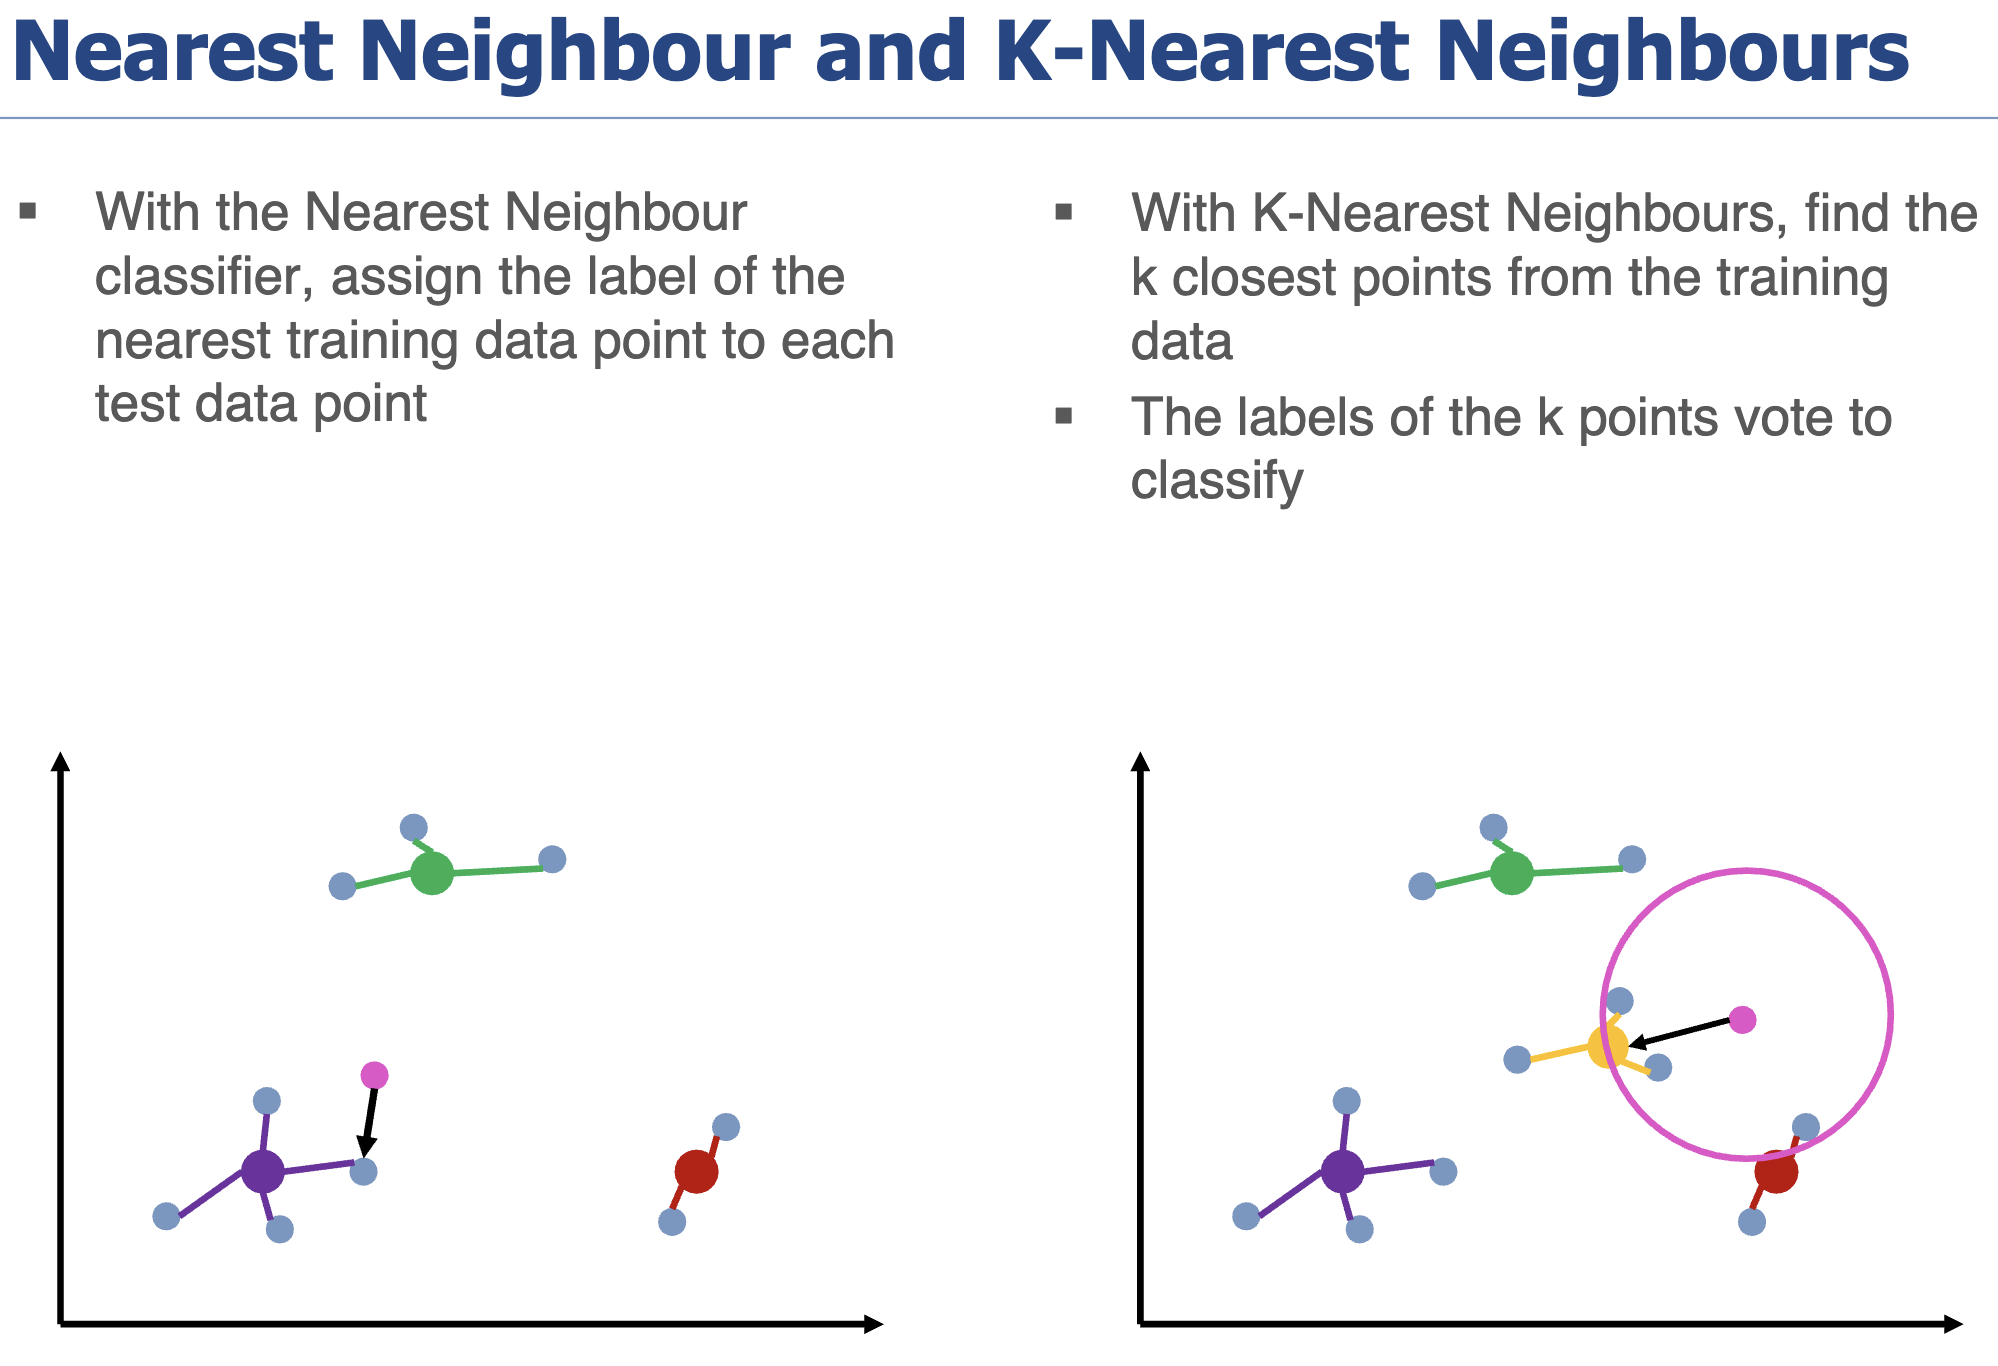 Nearest Neighbour and K-Nearest Neighbours
▪ With the Nearest Neighbour
classifier, assign the label of the
nearest training data point to each
test data point
▪ With K-Nearest Neighbours, find the
k closest points from the training
data
▪ The labels of the k points vote to
classify